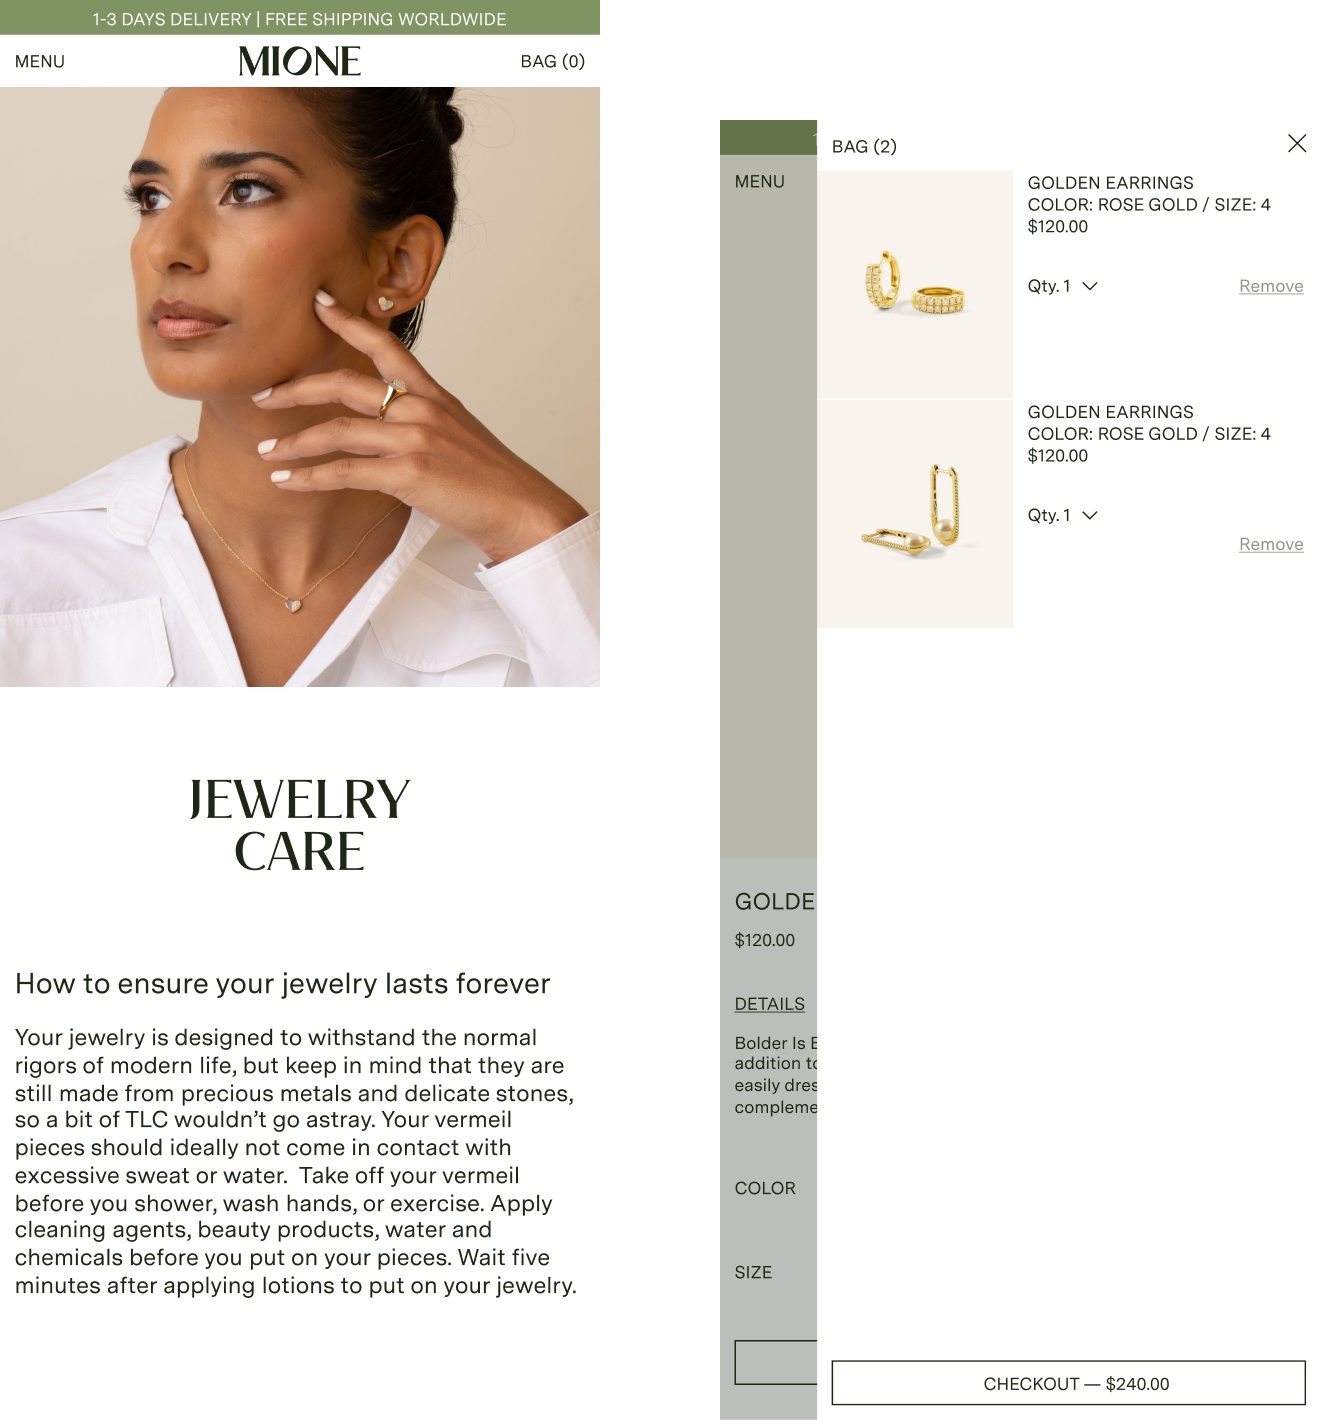 1-3 DAYS DELIVERY | FREE SHIPPING WORLDWIDE
MENU
MIONE
BAG (0)
JEWELRY
CARE
How to ensure your jewelry lasts forever
Your jewelry is designed to withstand the normal
rigors of modern life, but keep in mind that they are
still made from precious metals and delicate stones,
so a bit of TLC wouldn’t go astray. Your vermeil
pieces should ideally not come in contact with
excessive sweat or water.  Take off your vermeil
before you shower, wash hands, or exercise. Apply
cleaning agents, beauty products, water and
chemicals before you put on your pieces. Wait five
minutes after applying lotions to put on your jewelry.
MENU
GOLDE
$120.00
DETAILS
Bolder Is
addition to
easily dres
compleme
COLOR
SIZE
BAG (2)
GOLDEN EARRINGS
COLOR: ROSE GOLD / SIZE: 4
$120.00
Qty. 1
Remove
GOLDEN EARRINGS
COLOR: ROSE GOLD / SIZE: 4
$120.00
Qty. 1
Remove
CHECKOUT — $240.00